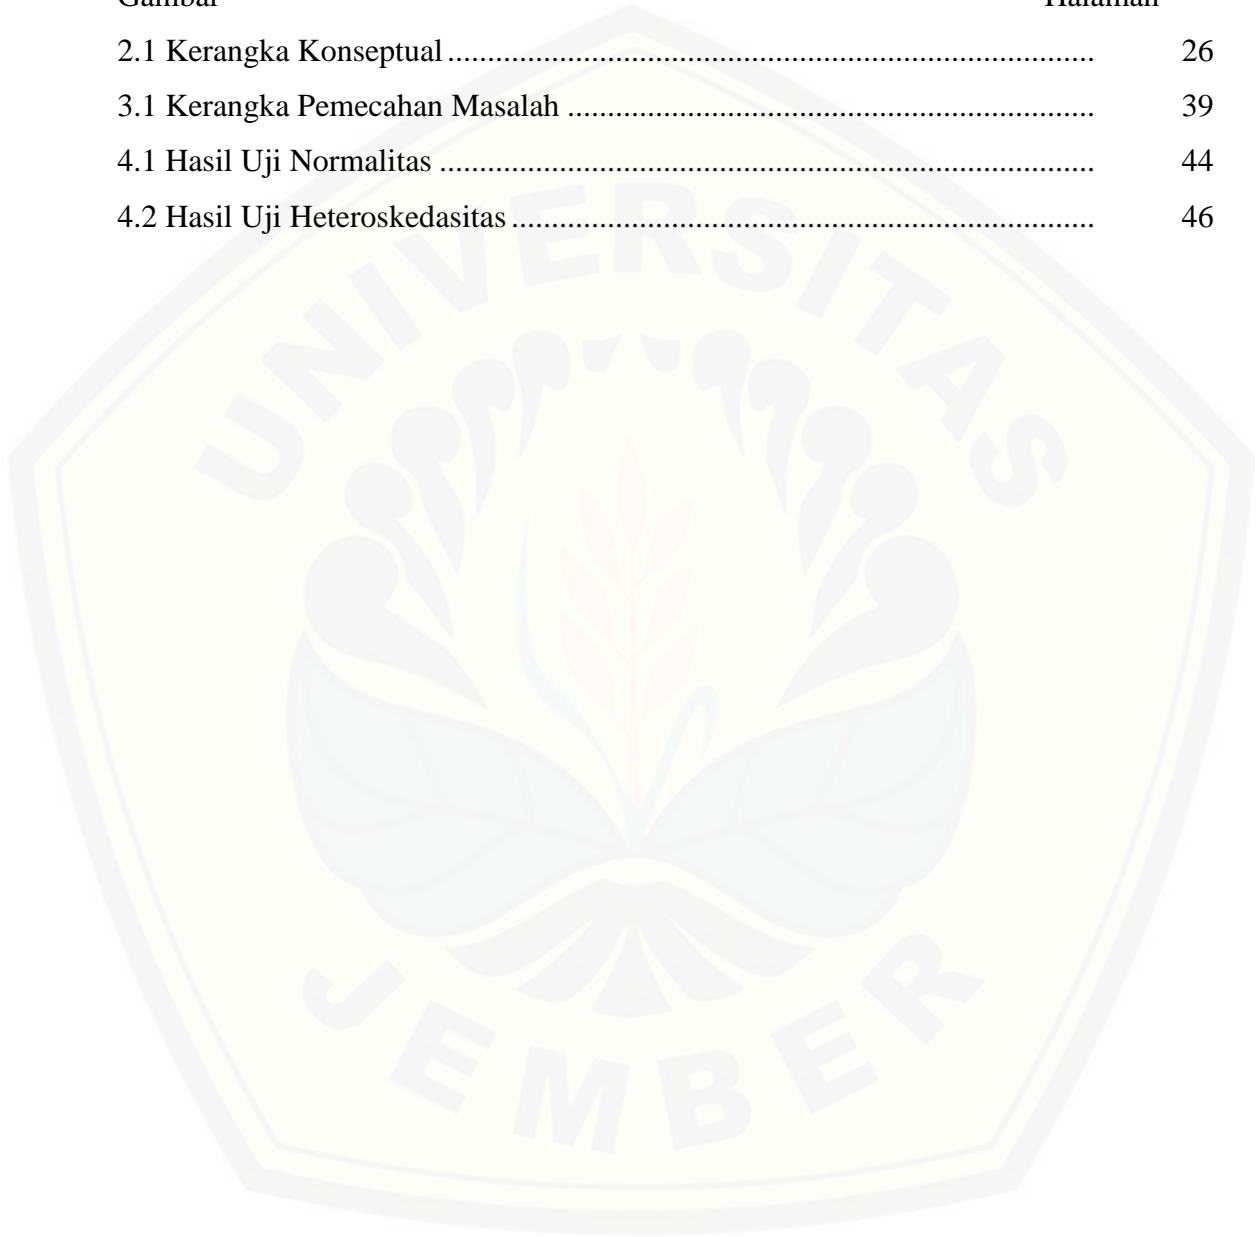 Gambar Halaman
2.1 Kerangka Konseptual ................................................................................. 26
3.1 Kerangka Pemecahan Masalah .................................................................. 39
4.1 Hasil Uji Normalitas .................................................................................. 44
4.2 Hasil Uji Heteroskedasitas ......................................................................... 46
UNIVERSITAS
JEMBER